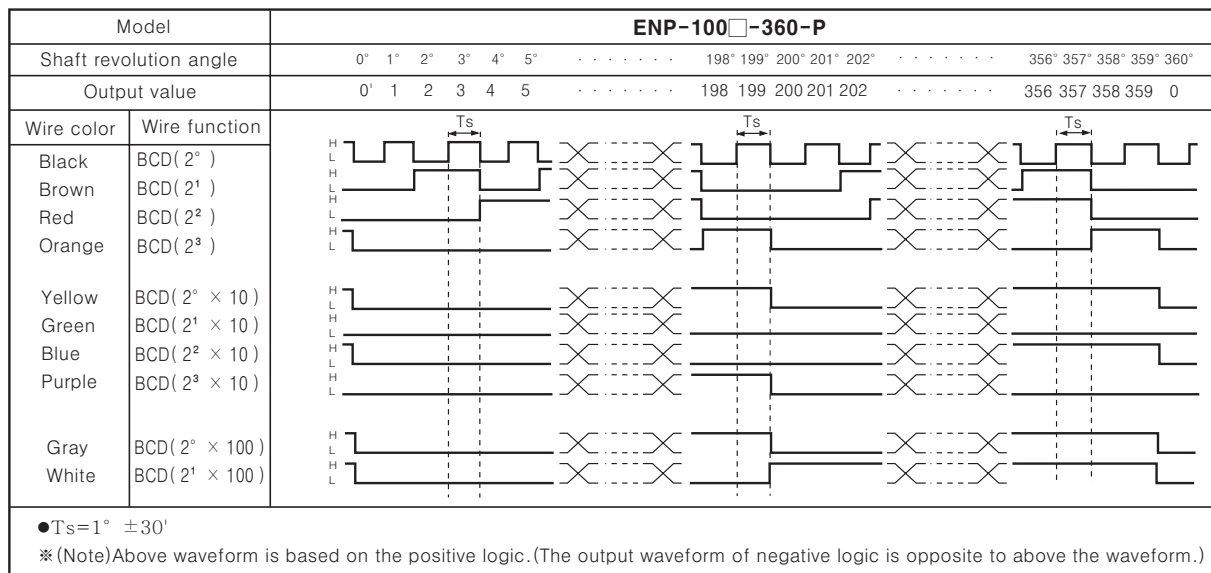 Model ENP-100□-360-P
Shaft revolution angle 0° 1° 2° 3° 4° 5° · · · · · · · 198° 199° 200° 201° 202° · · · · · · · 356° 357° 358° 359° 360°
Output value 0' 1 2 3 4 5 · · · · · · · 198 199 200 201 202 · · · · · · · 356 357 358 359 0
Wire color Wire function Ts Ts Ts
Black BCD( 2° ) H L
Brown BCD( 2¹ ) H L
Red BCD( 2² ) H L
Orange BCD( 2³ ) H L
Yellow BCD( 2° × 10 ) H L
Green BCD( 2¹ × 10 ) H L
Blue BCD( 2² × 10 ) H L
Purple BCD( 2³ × 10 ) H L
Gray BCD( 2° × 100 ) H L
White BCD( 2¹ × 100 ) H L
●Ts=1° ±30'
※(Note)Above waveform is based on the positive logic.(The output waveform of negative logic is opposite to above the waveform.)